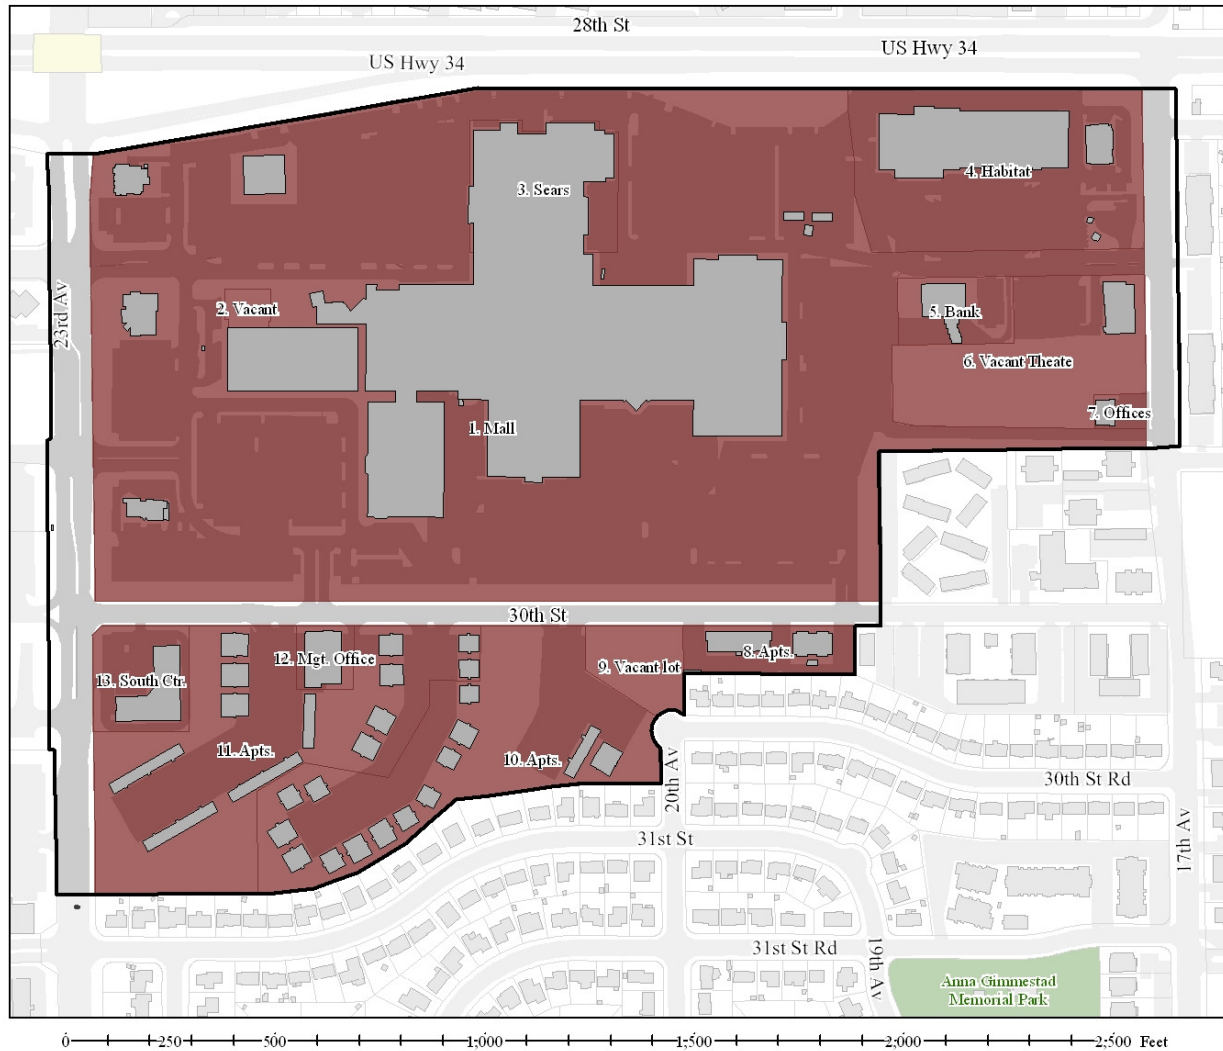 28th St
US Hwy 34
US Hwy 34
3. Sears
4. Habitat
23rd Av
2. Vacant
5. Bank
6. Vacant Theate
7. Offices
1. Mall
30th St
12. Mgt. Office
13. South Ctr.
9. Vacant lot
8. Apts.
11. Apts.
10. Apts.
20th Av
30th St Rd
17th Av
31st St
31st St Rd
19th Av
Anna Gimmestad
Memorial Park
0 250 500 1,000 1,500 2,000 2,500 Feet